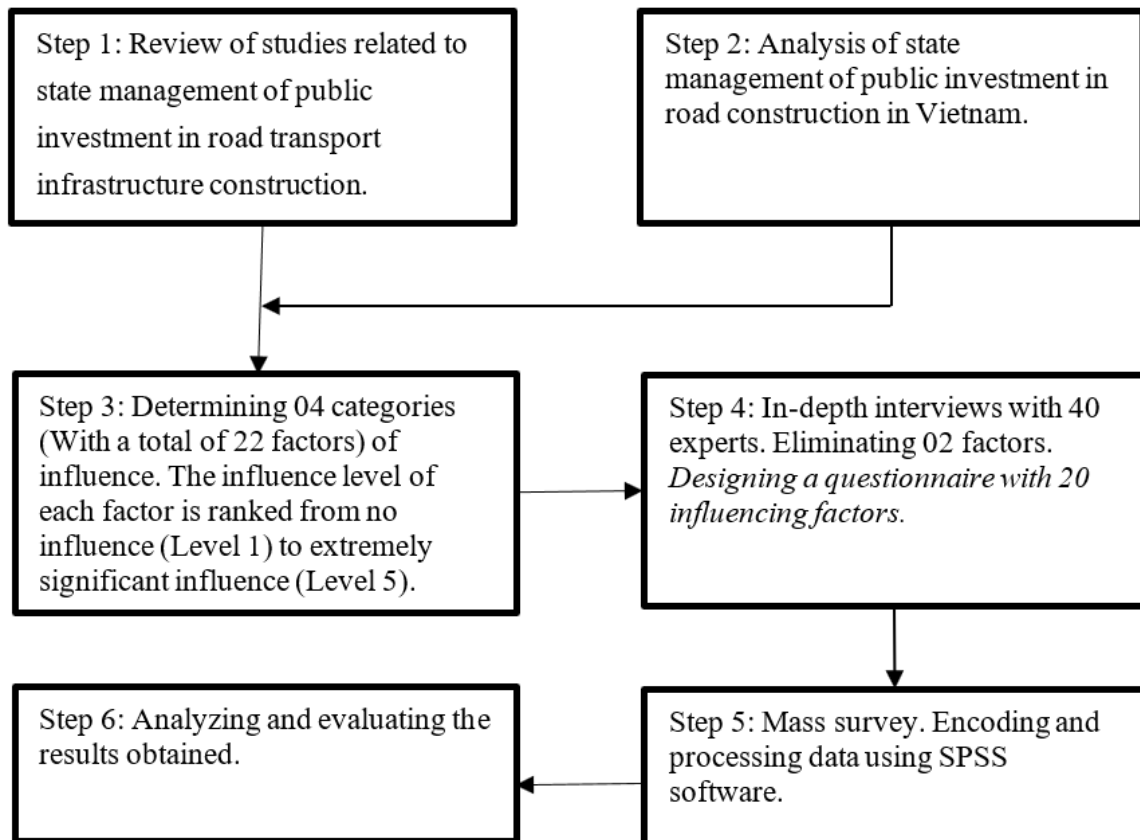 Step 1: Review of studies related to
state management of public
investment in road transport
infrastructure construction.
Step 2: Analysis of state
management of public investment in
road construction in Vietnam.
Step 3: Determining 04 categories
(With a total of 22 factors) of
influence. The influence level of
each factor is ranked from no
influence (Level 1) to extremely
significant influence (Level 5).
Step 4: In-depth interviews with 40
experts. Eliminating 02 factors.
Designing a questionnaire with 20
influencing factors.
Step 5: Mass survey. Encoding and
processing data using SPSS
software.
Step 6: Analyzing and evaluating the
results obtained.